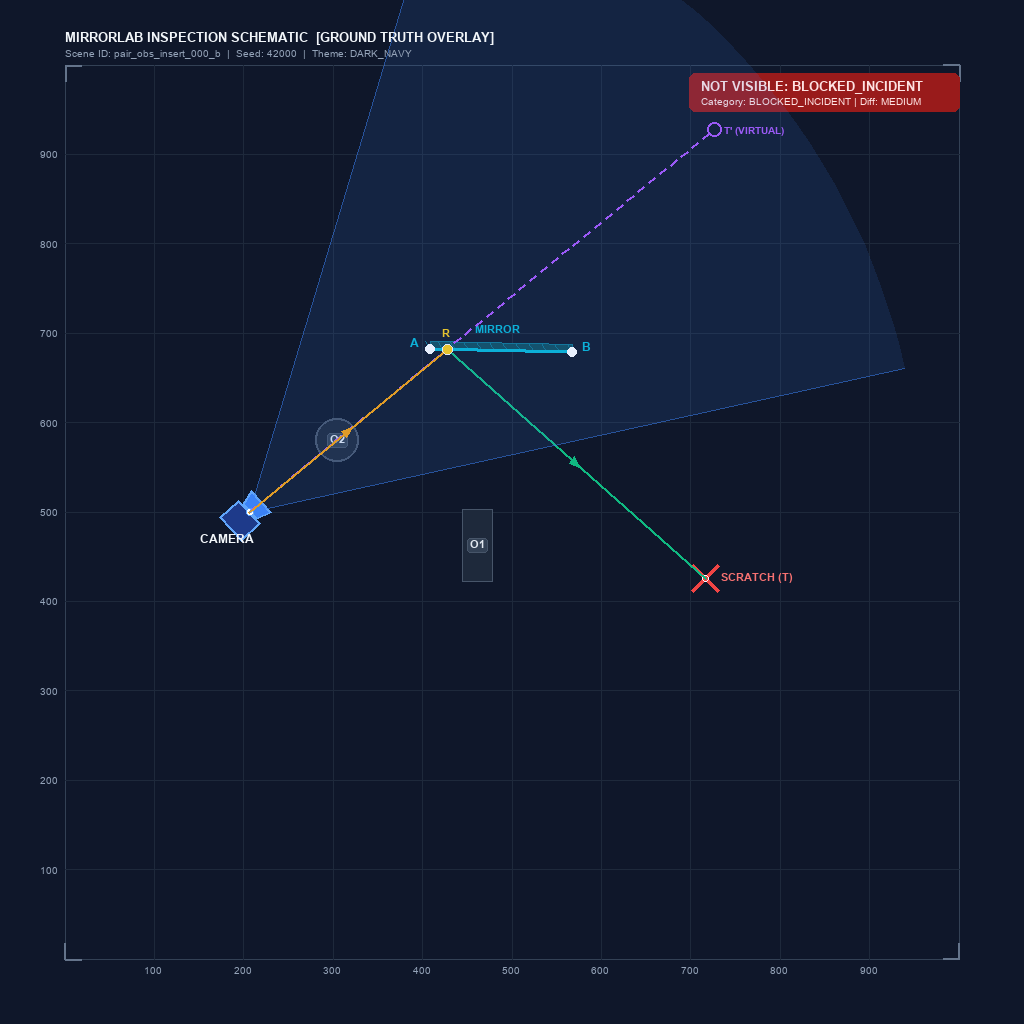 MIRRORLAB INSPECTION SCHEMATIC  [GROUND TRUTH OVERLAY]
Scene ID: pair_obs_insert_000_b  |  Seed: 42000  |  Theme: DARK_NAVY
NOT VISIBLE: BLOCKED_INCIDENT
Category: BLOCKED_INCIDENT | Diff: MEDIUM
T' (VIRTUAL)
900
800
700
R
MIRROR
A
B
600
O2
500
CAMERA
O1
SCRATCH (T)
400
300
200
100
100 200 300 400 500 600 700 800 900